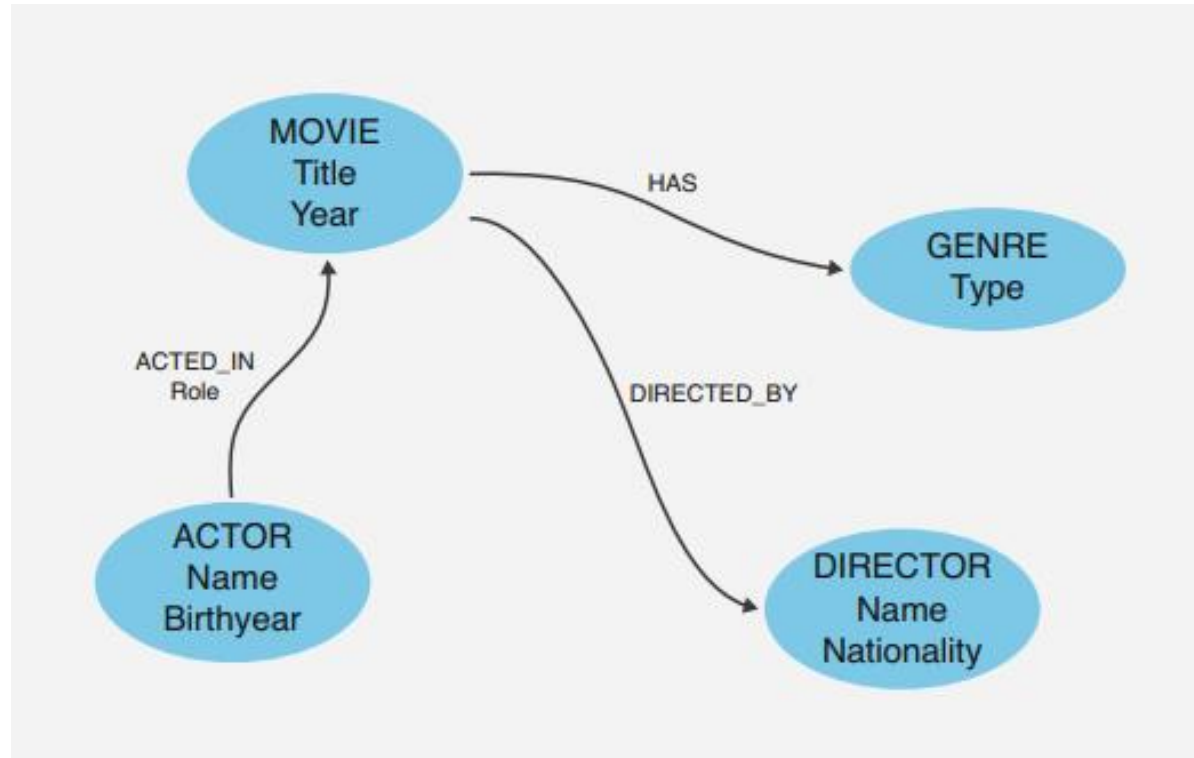 MOVIE
Title
Year
HAS
GENRE
Type
ACTED_IN
Role
DIRECTED_BY
ACTOR
Name
Birthyear
DIRECTOR
Name
Nationality